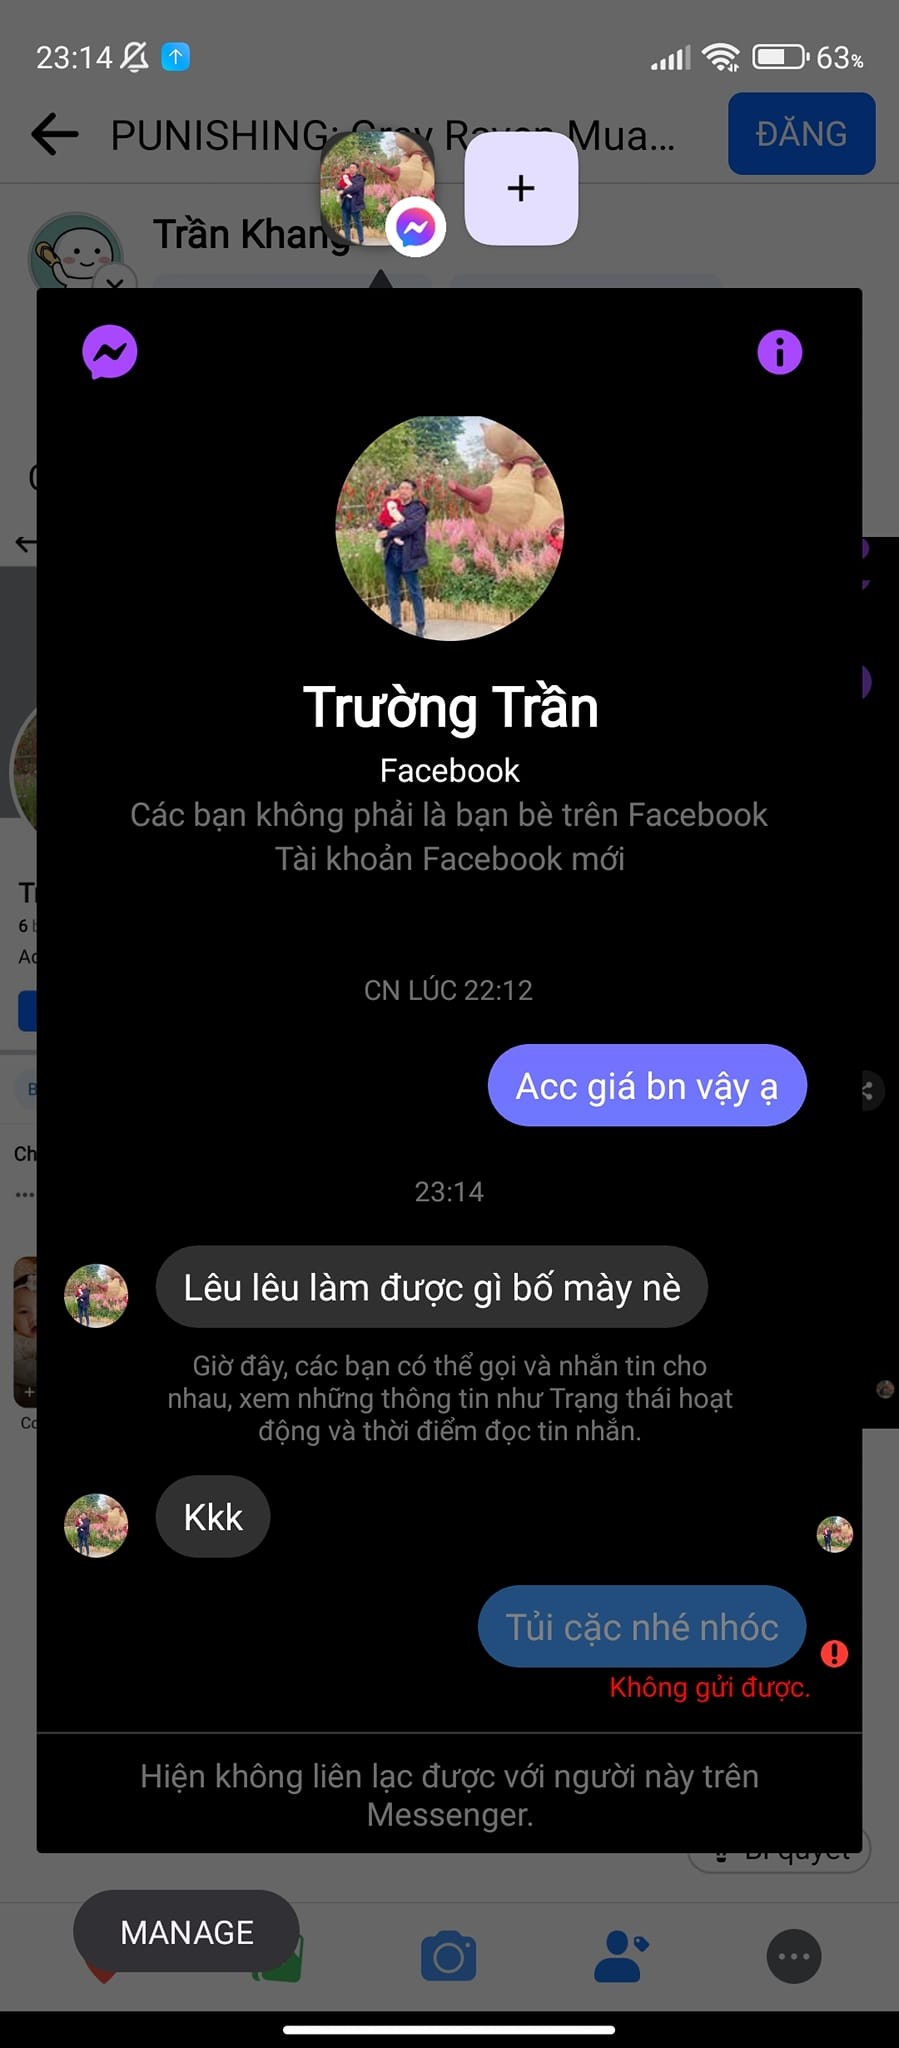 23:14
63%
PUNISHING: Gray Raven Mua...
ĐĂNG
Trần Khang
Trường Trần
Facebook
Các bạn không phải là bạn bè trên Facebook
Tài khoản Facebook mới
6
CN LÚC 22:12
Acc giá bn vậy ạ
Ch
23:14
Lêu lêu làm được gì bố mày nè
Giờ đây, các bạn có thể gọi và nhắn tin cho
nhau, xem những thông tin như Trạng thái hoạt
động và thời điểm đọc tin nhắn.
Kkk
Tủi cặc nhé nhóc
Không gửi được.
Hiện không liên lạc được với người này trên
Messenger.
MANAGE